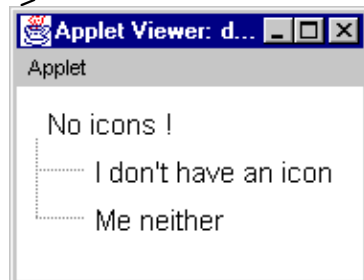 Applet Viewer: d...
Applet
No icons !
I don't have an icon
Me neither